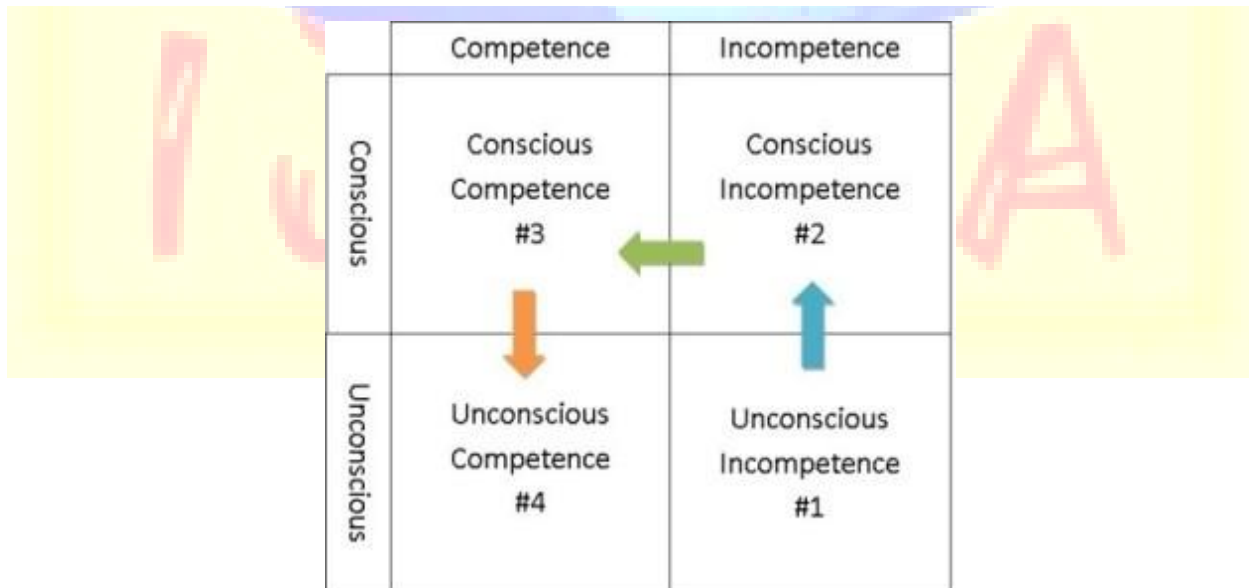 Competence
Incompetence
Conscious
Conscious
Competence
#3
Conscious
Incompetence
#2
Unconscious
Unconscious
Competence
#4
Unconscious
Incompetence
#1